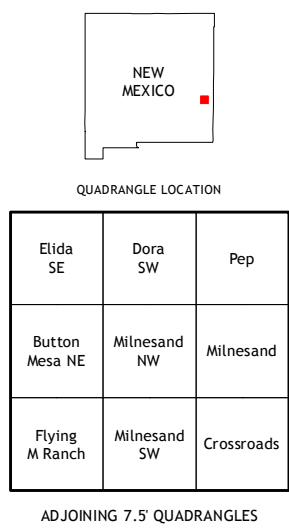 NEW
MEXICO
QUADRANGLE LOCATION
Elida
SE
Dora
SW
Pep
Button
Mesa NE
Milnesand
NW
Milnesand
Flying
M Ranch
Milnesand
SW
Crossroads
ADJOINING 7.5' QUADRANGLES